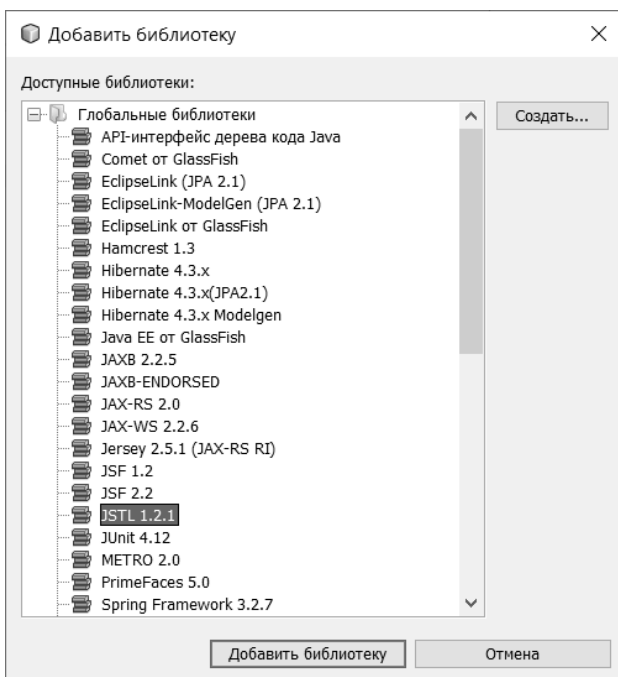 Добавить библиотеку
Доступные библиотеки:
Глобальные библиотеки
Создать...
API-интерфейс дерева кода Java
Comet от GlassFish
EclipseLink (JPA 2.1)
EclipseLink-ModelGen (JPA 2.1)
EclipseLink от GlassFish
Hamcrest 1.3
Hibernate 4.3.x
Hibernate 4.3.x(JPA2.1)
Hibernate 4.3.x Modelgen
Java EE от GlassFish
JAXB 2.2.5
JAXB-ENDORSED
JAX-RS 2.0
JAX-WS 2.2.6
Jersey 2.5.1 (JAX-RS RI)
JSF 1.2
JSF 2.2
JSTL 1.2.1
JUnit 4.12
METRO 2.0
PrimeFaces 5.0
Spring Framework 3.2.7
Добавить библиотеку
Отмена